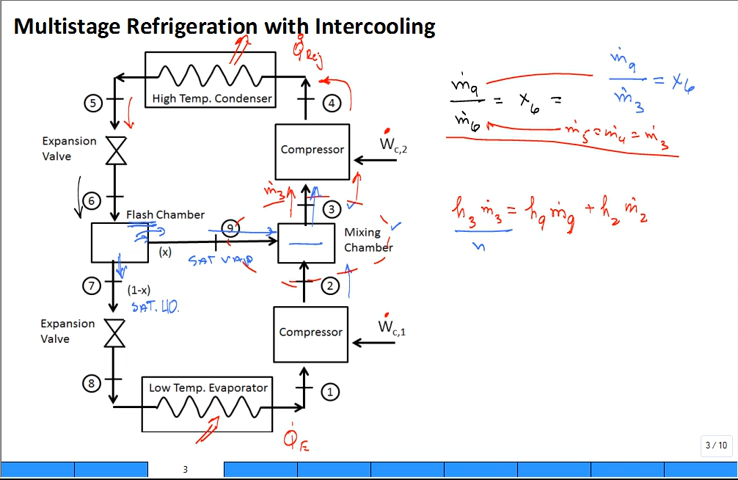 Multistage Refrigeration with Intercooling
Q̇Rej
High Temp. Condenser
5
4
Expansion
Valve
Compressor
Ẇc,2
6
ṁ3
3
Flash Chamber
9
Mixing
Chamber
(x)
SAT VAP
7
(1-x)
SAT. LIQ.
2
Expansion
Valve
Compressor
Ẇc,1
8
Low Temp. Evaporator
1
Q̇E
ṁ9/ṁ6 = x6 =
ṁ9/ṁ3 = x6
ṁ5 = ṁ4 = ṁ3
h3 ṁ3 = h9 ṁ9 + h2 ṁ2
3 / 10
3